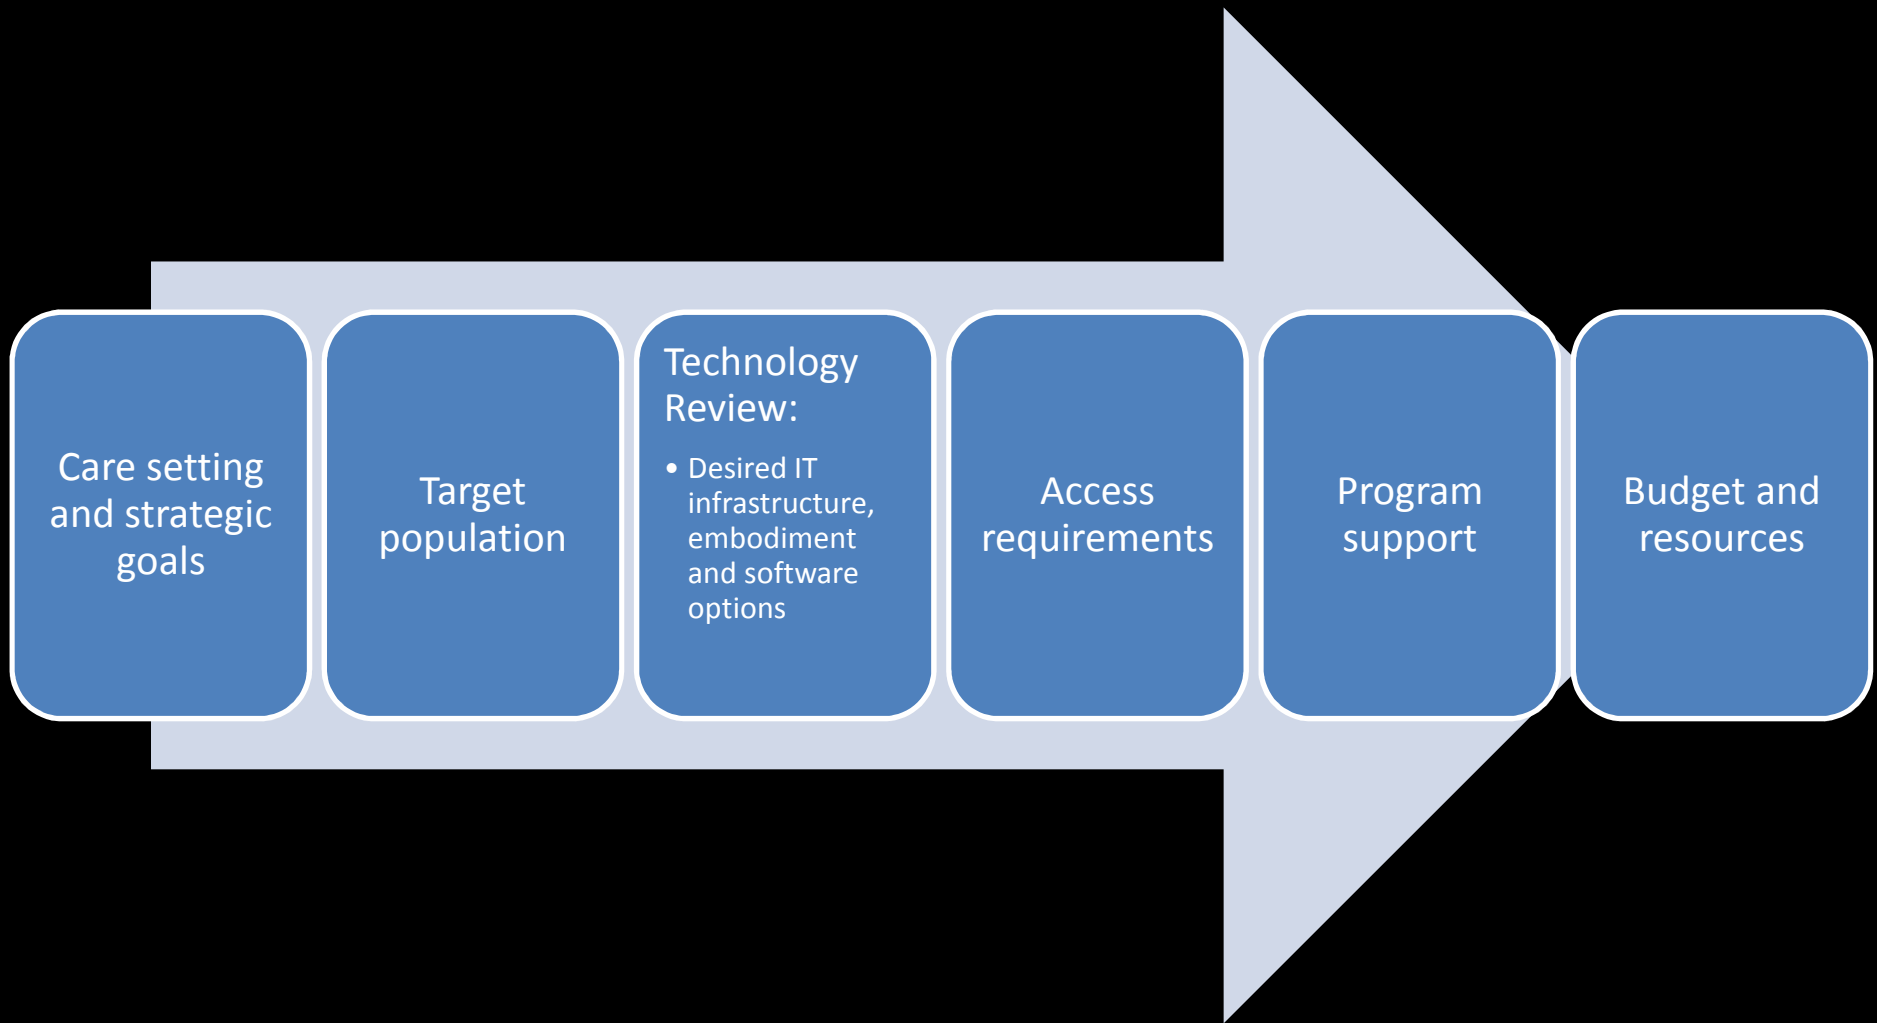 Care setting
and strategic
goals
Target
population
Technology
Review:
• Desired IT
infrastructure,
embodiment
and software
options
Access
requirements
Program
support
Budget and
resources